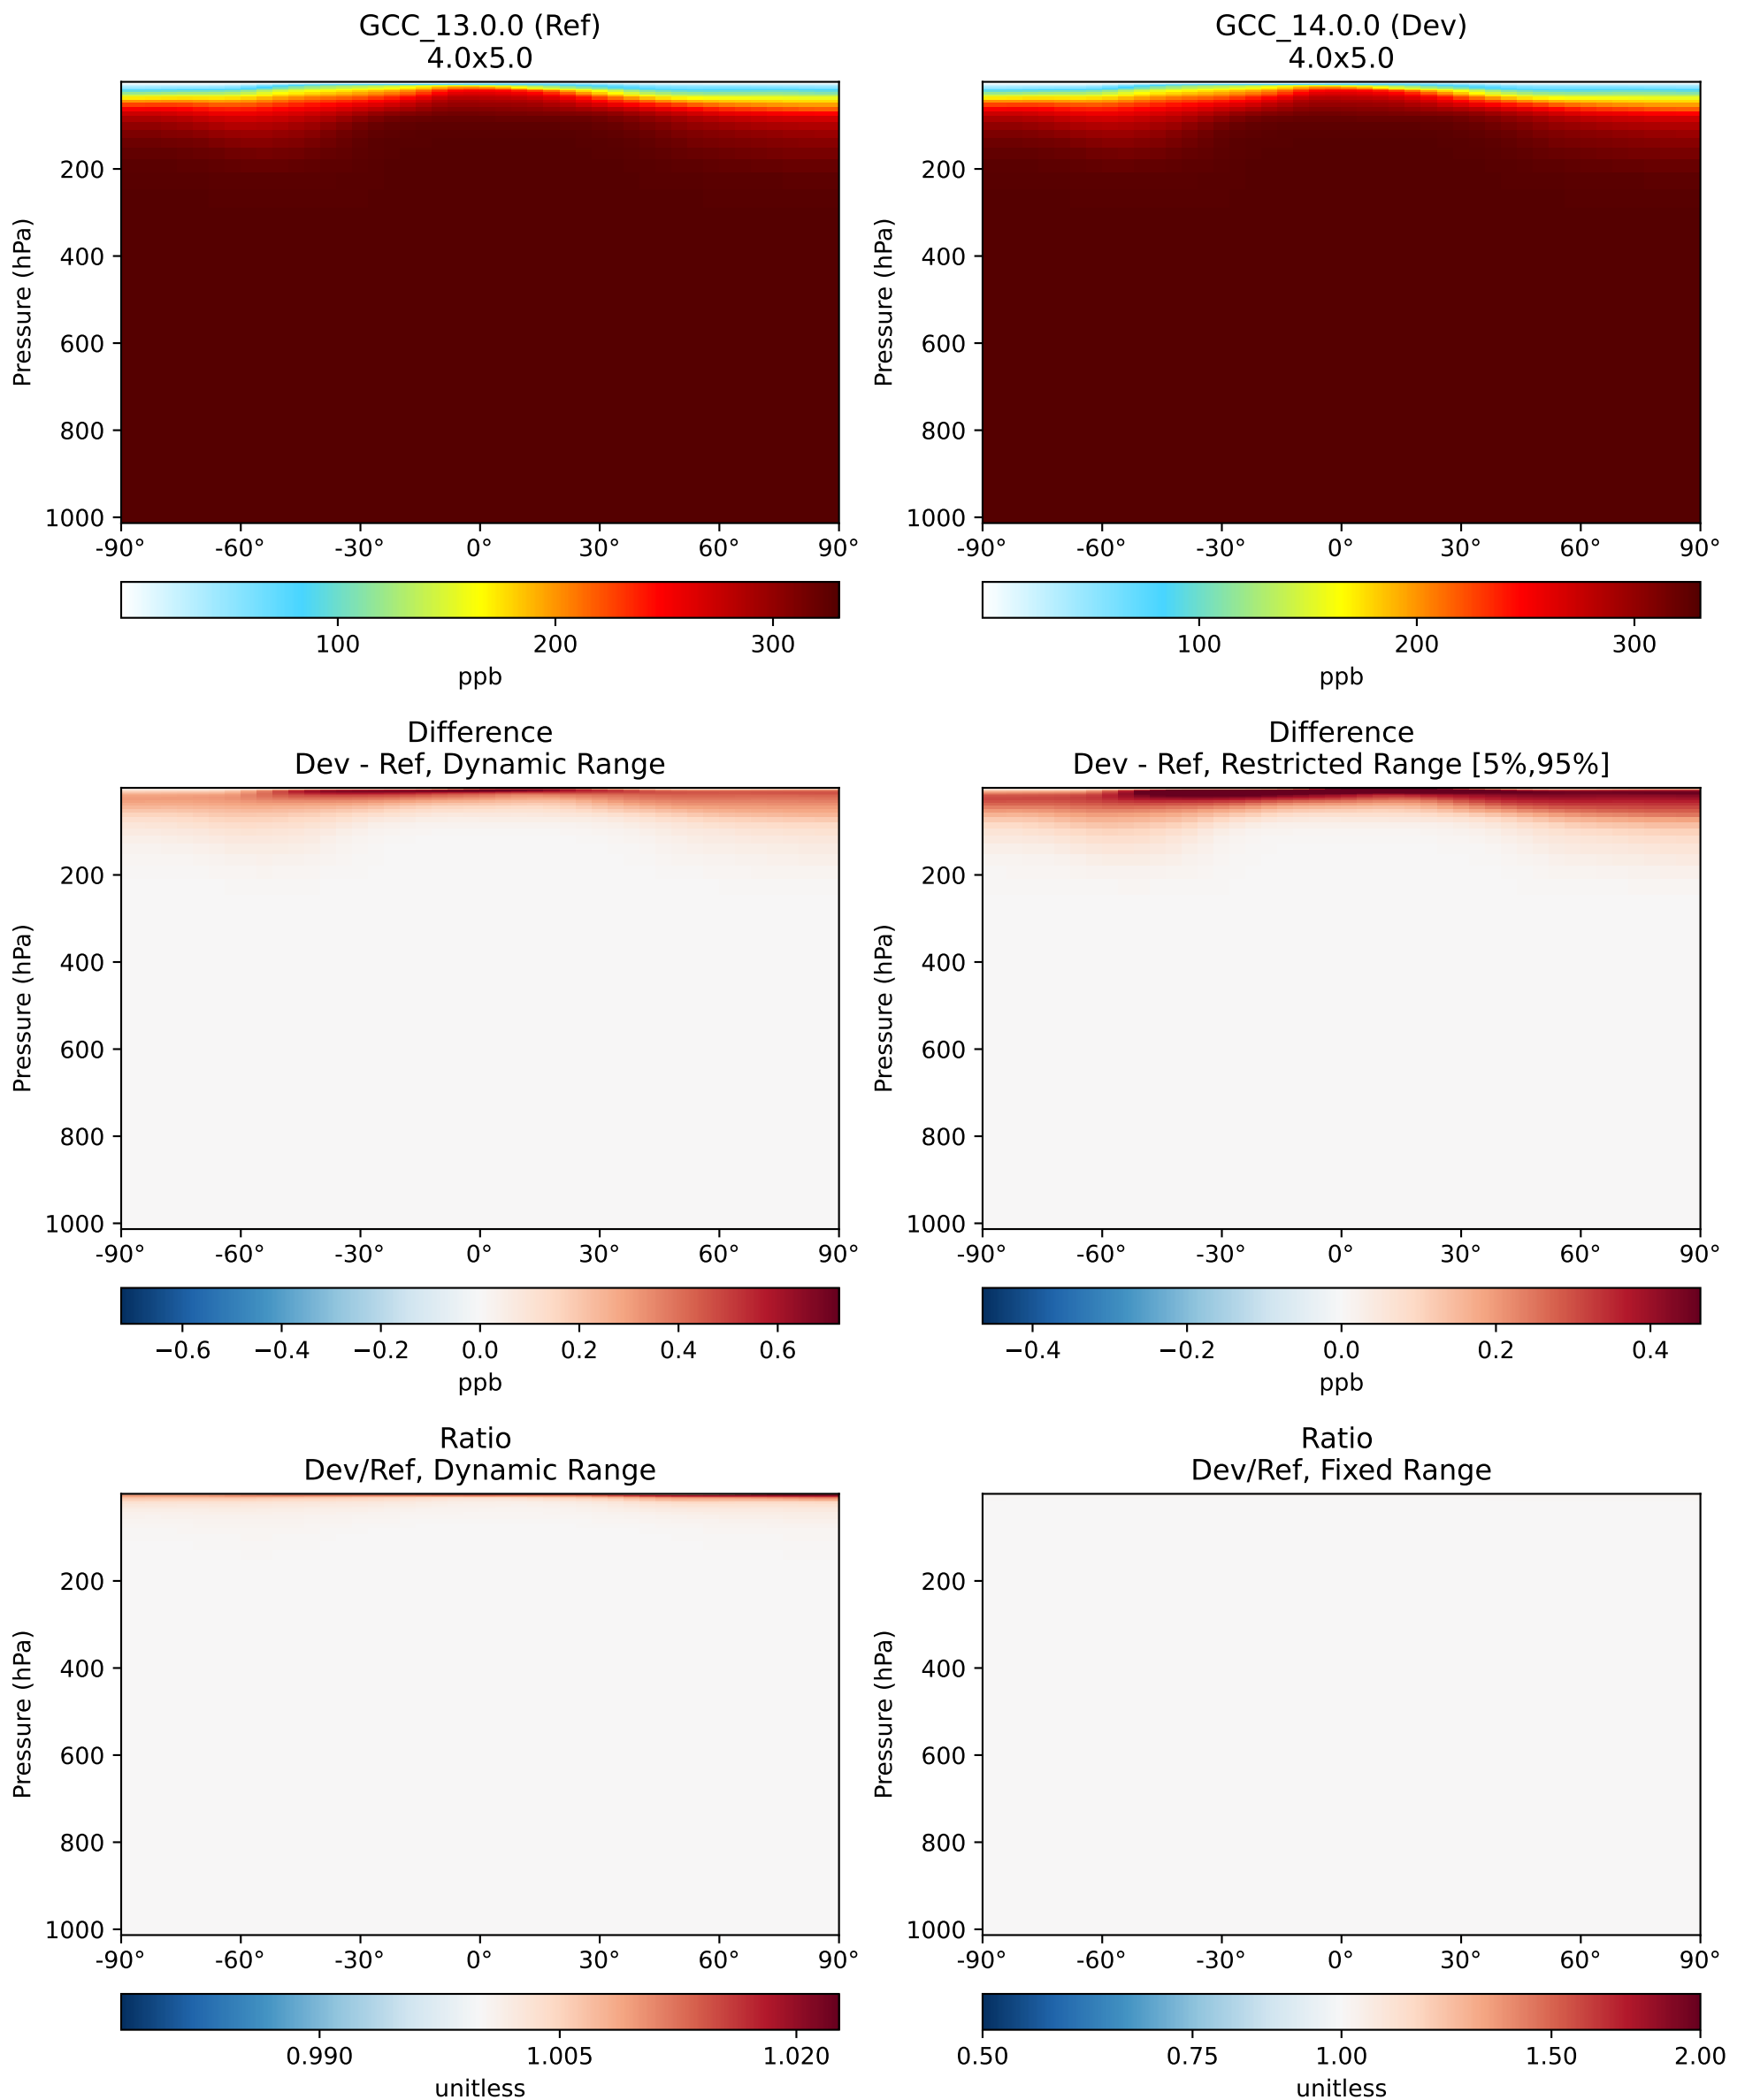 GCC_13.0.0 (Ref)
4.0x5.0
Pressure (hPa)
200
400
600
800
1000
-90° -60° -30° 0° 30° 60° 90°
100 200 300
ppb
GCC_14.0.0 (Dev)
4.0x5.0
Pressure (hPa)
200
400
600
800
1000
-90° -60° -30° 0° 30° 60° 90°
100 200 300
ppb
Difference
Dev - Ref, Dynamic Range
Pressure (hPa)
200
400
600
800
1000
-90° -60° -30° 0° 30° 60° 90°
−0.6 −0.4 −0.2 0.0 0.2 0.4 0.6
ppb
Difference
Dev - Ref, Restricted Range [5%,95%]
Pressure (hPa)
200
400
600
800
1000
-90° -60° -30° 0° 30° 60° 90°
−0.4 −0.2 0.0 0.2 0.4
ppb
Ratio
Dev/Ref, Dynamic Range
Pressure (hPa)
200
400
600
800
1000
-90° -60° -30° 0° 30° 60° 90°
0.990 1.005 1.020
unitless
Ratio
Dev/Ref, Fixed Range
Pressure (hPa)
200
400
600
800
1000
-90° -60° -30° 0° 30° 60° 90°
0.50 0.75 1.00 1.50 2.00
unitless